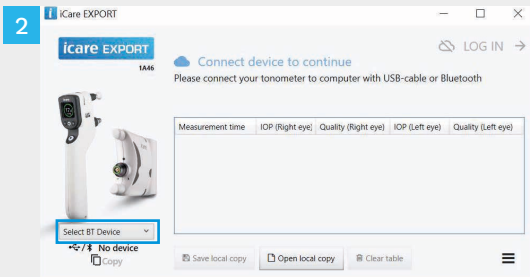 2
iCare EXPORT
icare EXPORT
1A46
LOG IN
Connect device to continue
Please connect your tonometer to computer with USB-cable or Bluetooth
Measurement time IOP (Right eye) Quality (Right eye) IOP (Left eye) Quality (Left eye)
Select BT Device
/ No device
Copy
Save local copy Open local copy Clear table